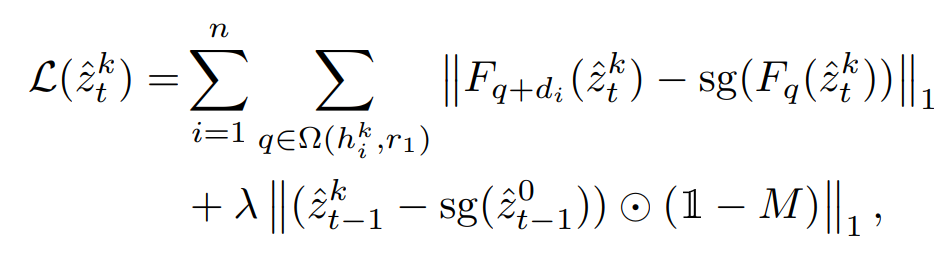 $\mathcal{L}(\hat{z}_t^k) = \sum_{i=1}^{n} \sum_{q \in \Omega(h_i^k, r_1)} \left\| F_{q+d_i}(\hat{z}_t^k) - \mathrm{sg}(F_q(\hat{z}_t^k)) \right\|_1$
$+ \lambda \left\| (\hat{z}_{t-1}^k - \mathrm{sg}(\hat{z}_{t-1}^0)) \odot (\mathbb{1} - M) \right\|_1 ,$